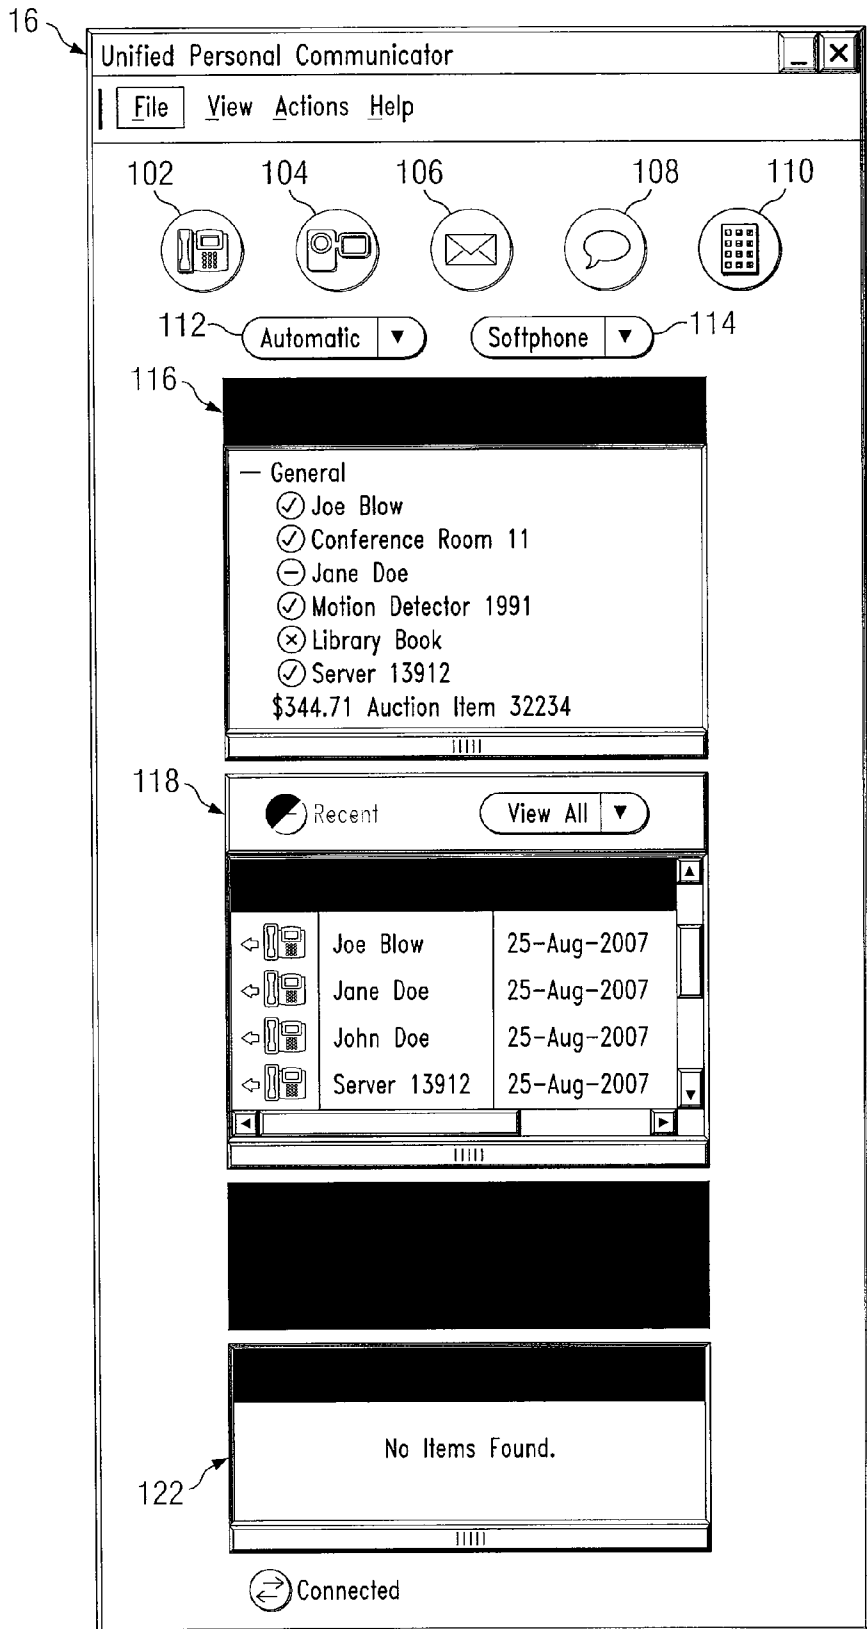 16
Unified Personal Communicator
File View Actions Help
102 104 106 108 110
112 Automatic Softphone 114
116
— General
Joe Blow
Conference Room 11
Jane Doe
Motion Detector 1991
Library Book
Server 13912
$344.71 Auction Item 32234
118
Recent View All
Joe Blow 25-Aug-2007
Jane Doe 25-Aug-2007
John Doe 25-Aug-2007
Server 13912 25-Aug-2007
No Items Found.
122
Connected